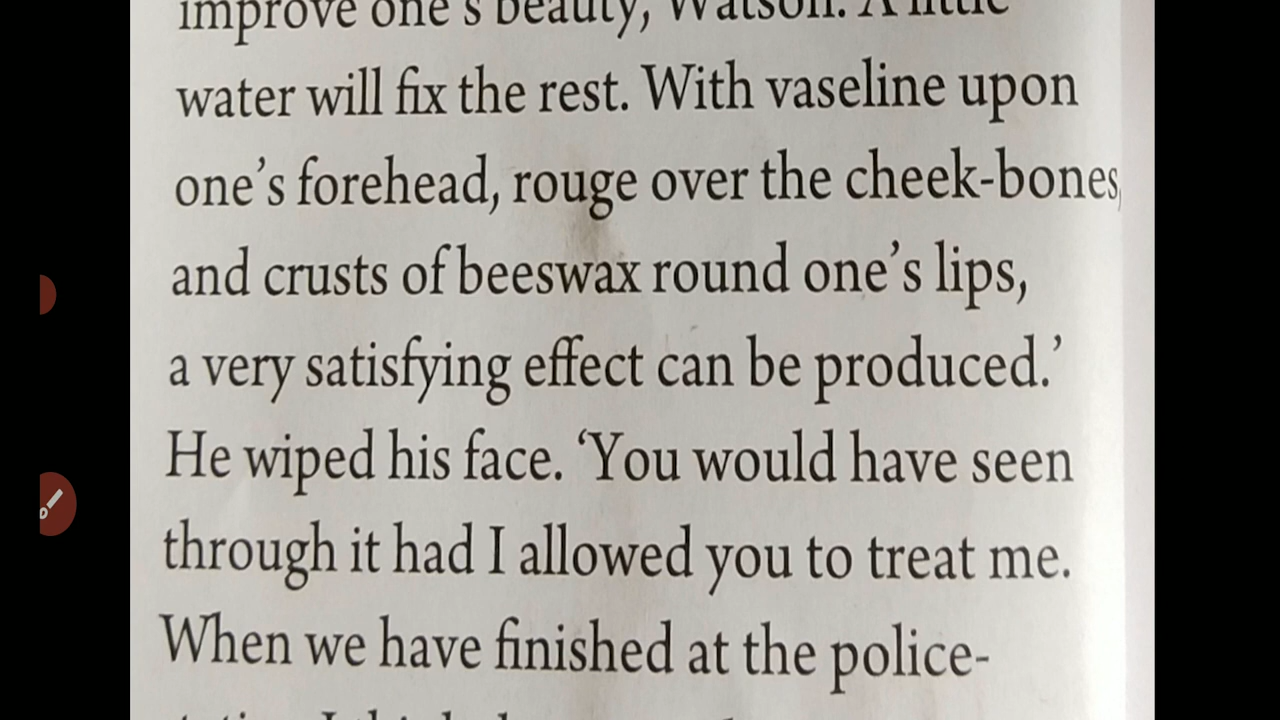 improve one's beauty, Watson. A little
water will fix the rest. With vaseline upon
one’s forehead, rouge over the cheek-bones,
and crusts of beeswax round one’s lips,
a very satisfying effect can be produced.’
He wiped his face. ‘You would have seen
through it had I allowed you to treat me.
When we have finished at the police-